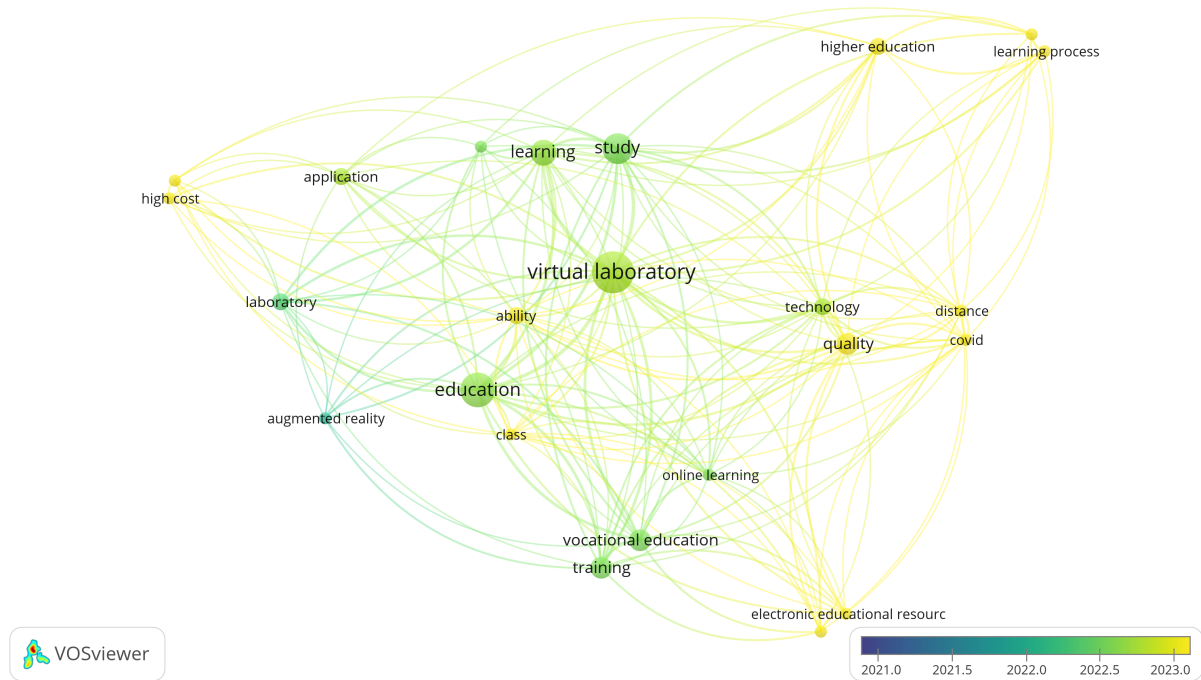 higher education
learning process
learning
study
application
high cost
virtual laboratory
laboratory
ability
technology
distance
quality
covid
education
augmented reality
class
online learning
vocational education
training
electronic educational resourc
VOSviewer
2021.0 2021.5 2022.0 2022.5 2023.0